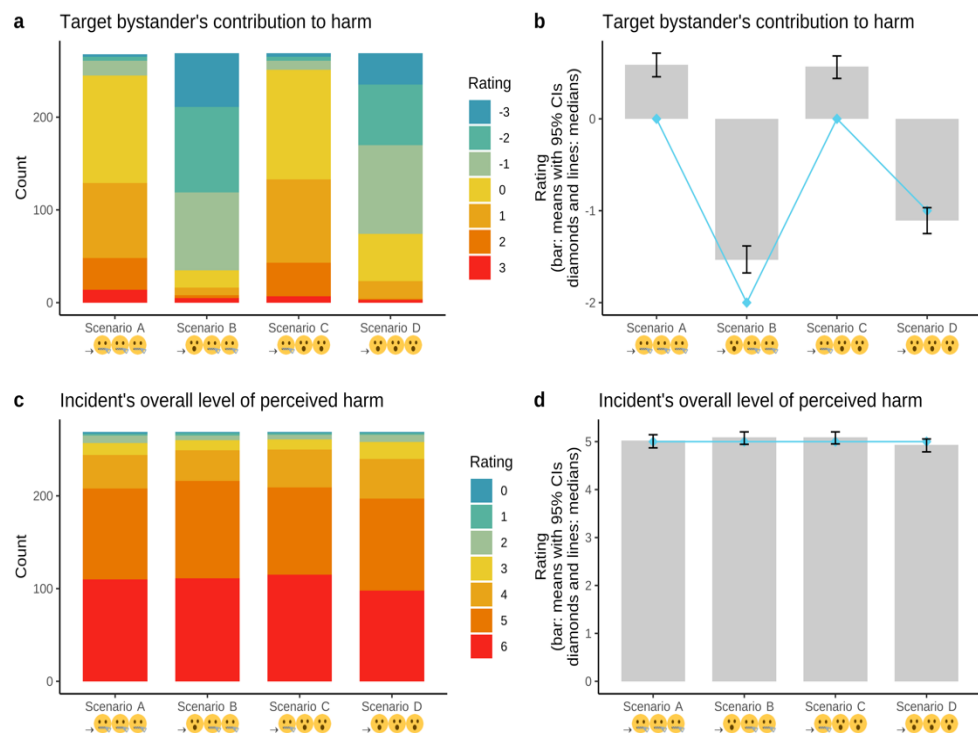 a Target bystander's contribution to harm
Count
200
100
0
Scenario A
Scenario B
Scenario C
Scenario D
→
→
→
→
Rating
-3
-2
-1
0
1
2
3
b Target bystander's contribution to harm
Rating
(bar: means with 95% CIs
diamonds and lines: medians)
0
-1
-2
Scenario A
Scenario B
Scenario C
Scenario D
→
→
→
→
c Incident's overall level of perceived harm
Count
200
100
0
Scenario A
Scenario B
Scenario C
Scenario D
→
→
→
→
Rating
0
1
2
3
4
5
6
d Incident's overall level of perceived harm
Rating
(bar: means with 95% CIs
diamonds and lines: medians)
5
4
3
2
1
0
Scenario A
Scenario B
Scenario C
Scenario D
→
→
→
→